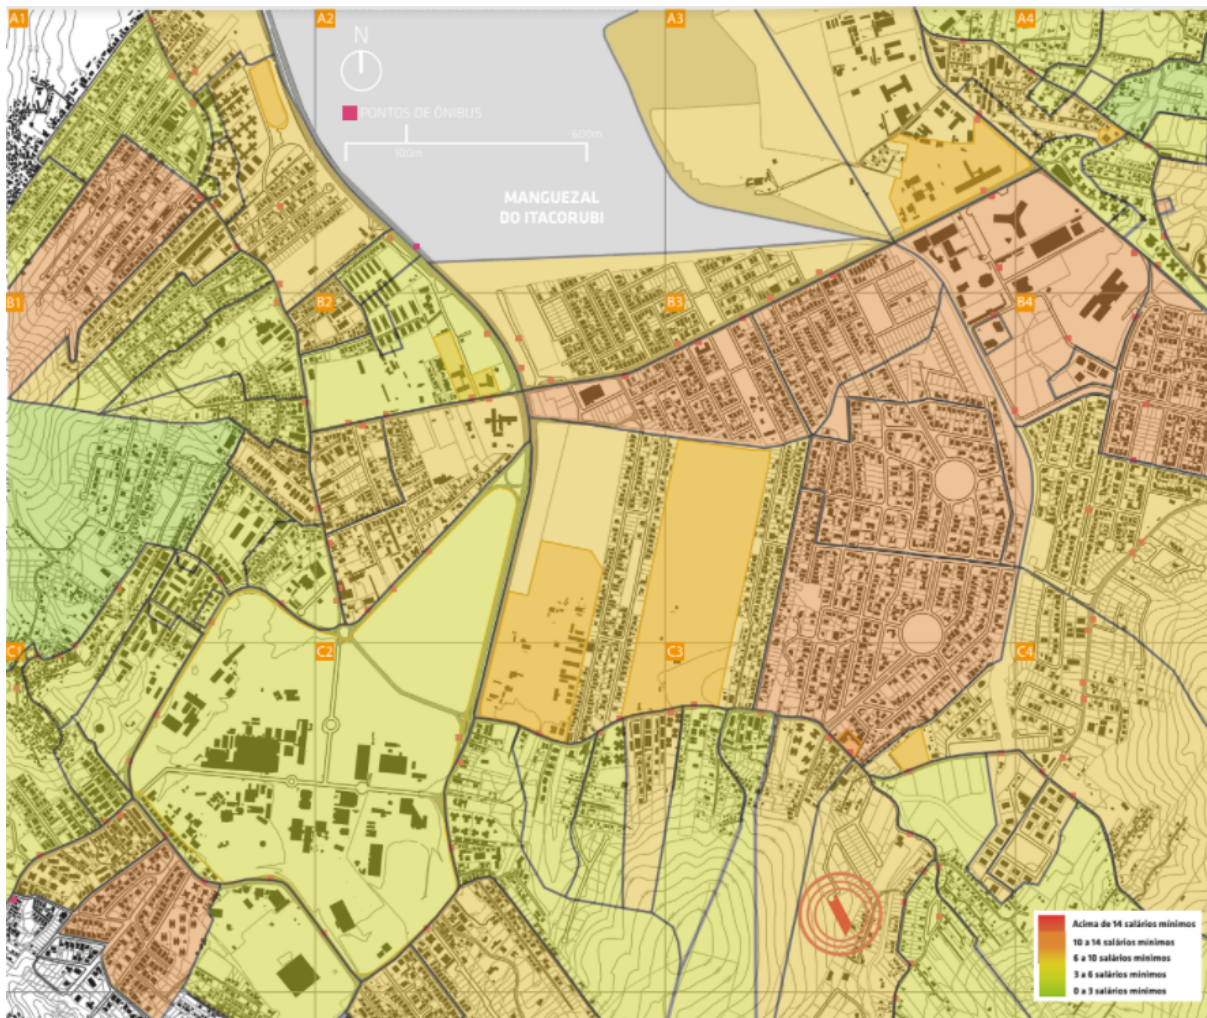 A1
A2
A3
A4
N
PONTOS DE ÔNIBUS
600m
100m
MANGUEZAL
DO ITACORUBI
B1
B2
B3
B4
C1
C2
C3
C4
Acima de 14 salários mínimos
10 a 14 salários mínimos
6 a 10 salários mínimos
3 a 6 salários mínimos
0 a 3 salários mínimos